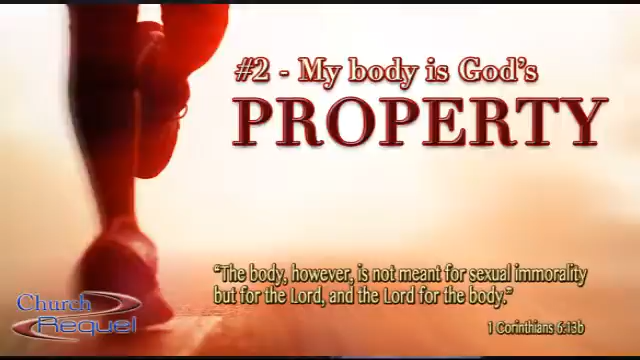 #2 - My body is God's
PROPERTY
"The body, however, is not meant for sexual immorality
but for the Lord, and the Lord for the body."
1 Corinthians 6:13b
Church
Requel